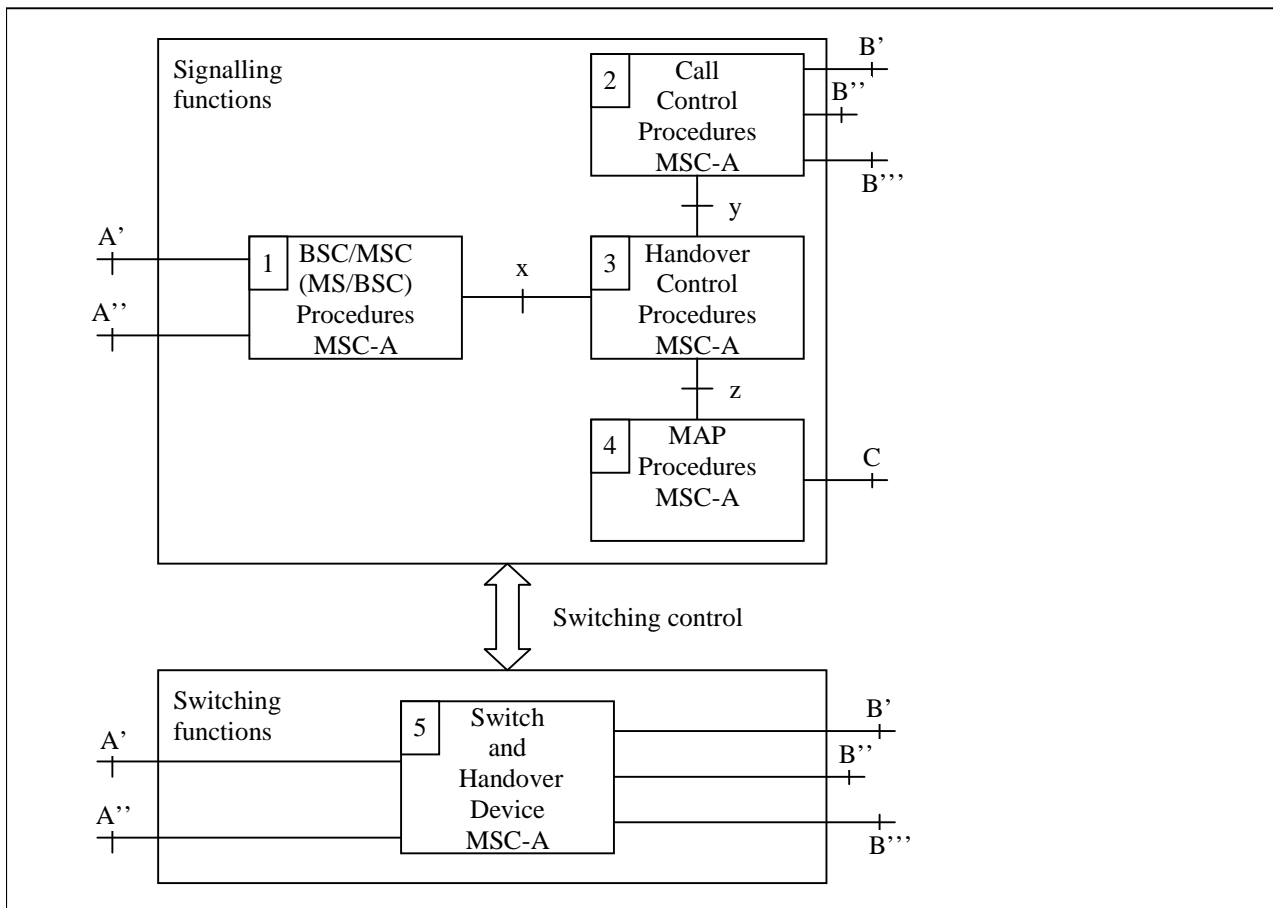 Signalling
functions
2
Call
Control
Procedures
MSC-A
B'
B''
B'''
y
A'
A''
1
BSC/MSC
(MS/BSC)
Procedures
MSC-A
x
3
Handover
Control
Procedures
MSC-A
z
4
MAP
Procedures
MSC-A
C
Switching control
Switching
functions
5
Switch
and
Handover
Device
MSC-A
A'
A''
B'
B''
B'''